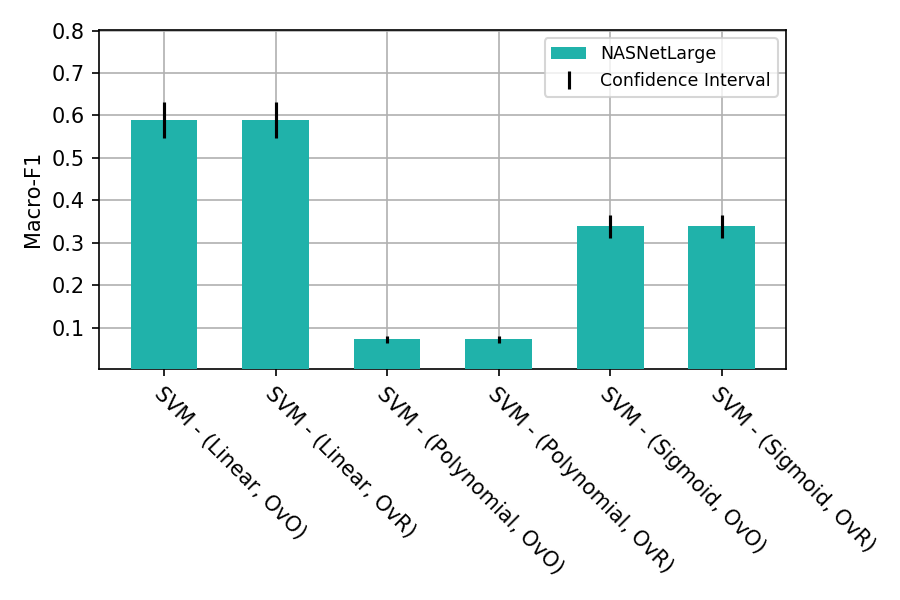 0.8
0.7
0.6
0.5
0.4
0.3
0.2
0.1
Macro-F1
NASNetLarge
Confidence Interval
SVM - (Linear, OvO)
SVM - (Linear, OvR)
SVM - (Polynomial, OvO)
SVM - (Polynomial, OvR)
SVM - (Sigmoid, OvO)
SVM - (Sigmoid, OvR)